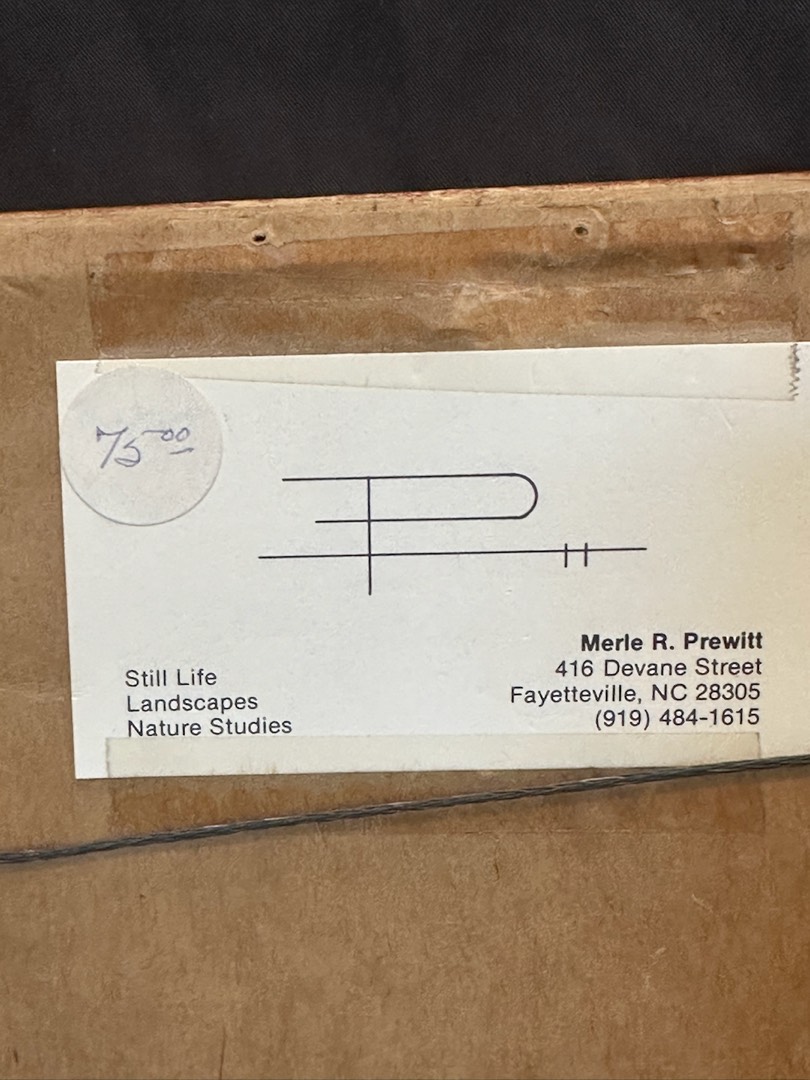 75 00
Still Life
Landscapes
Nature Studies
Merle R. Prewitt
416 Devane Street
Fayetteville, NC 28305
(919) 484-1615